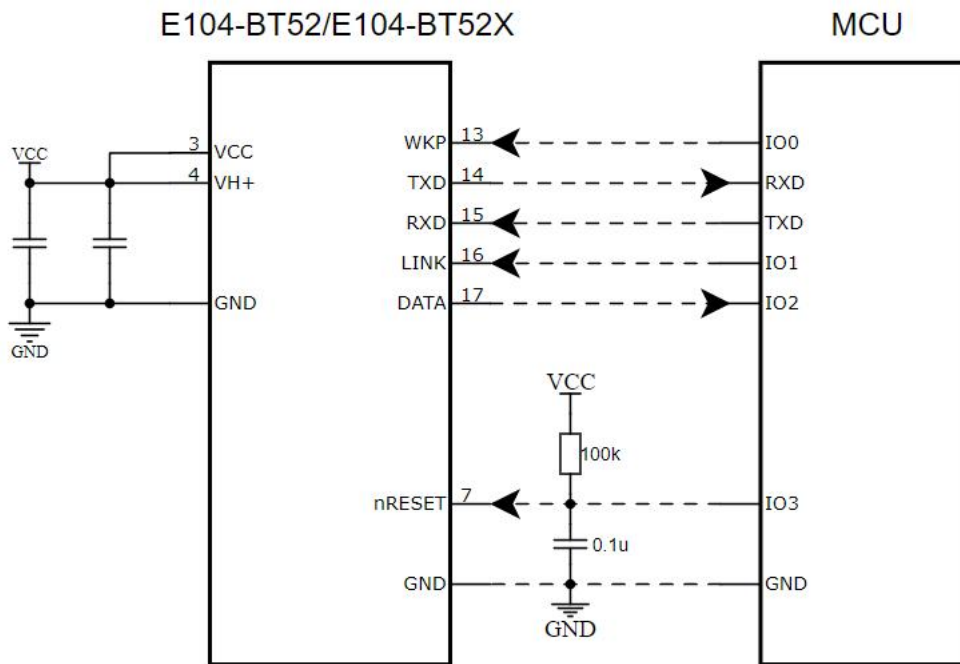 E104-BT52/E104-BT52X
MCU
VCC
3 VCC
4 VH+
GND
GND
WKP 13
TXD 14
RXD 15
LINK 16
DATA 17
IO0
RXD
TXD
IO1
IO2
VCC
100k
nRESET 7
IO3
0.1u
GND
GND
GND